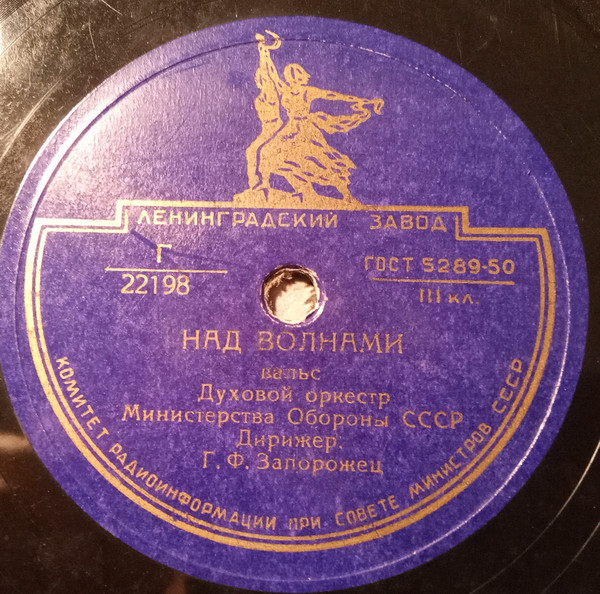 ЛЕНИНГРАДСКИЙ ЗАВОД
Г
22198
ГОСТ 5289-50
III кл.
НАД ВОЛНАМИ
вальс
Духовой оркестр
Министерства Обороны СССР
Дирижер:
Г. Ф. Запорожец
КОМИТЕТ РАДИОИНФОРМАЦИИ ПРИ СОВЕТЕ МИНИСТРОВ СССР